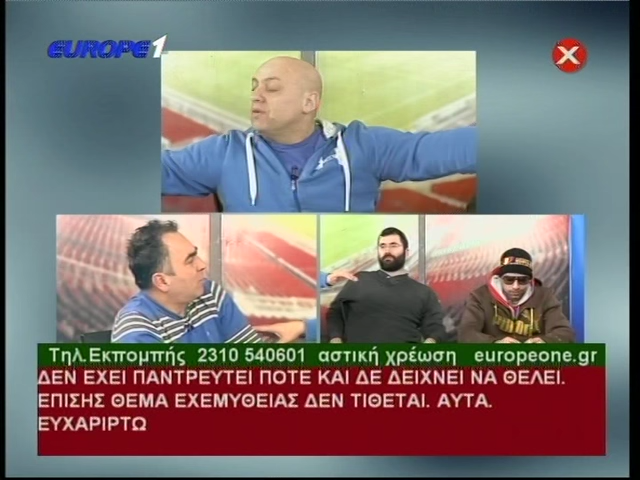 EUROPE1
X
Τηλ.Εκπομπής 2310 540601 αστική χρέωση europeone.gr
ΔΕΝ ΕΧΕΙ ΠΑΝΤΡΕΥΤΕΙ ΠΟΤΕ ΚΑΙ ΔΕ ΔΕΙΧΝΕΙ ΝΑ ΘΕΛΕΙ.
ΕΠΙΣΗΣ ΘΕΜΑ ΕΧΕΜΥΘΕΙΑΣ ΔΕΝ ΤΙΘΕΤΑΙ. ΑΥΤΑ.
ΕΥΧΑΡΙΡΤΩ